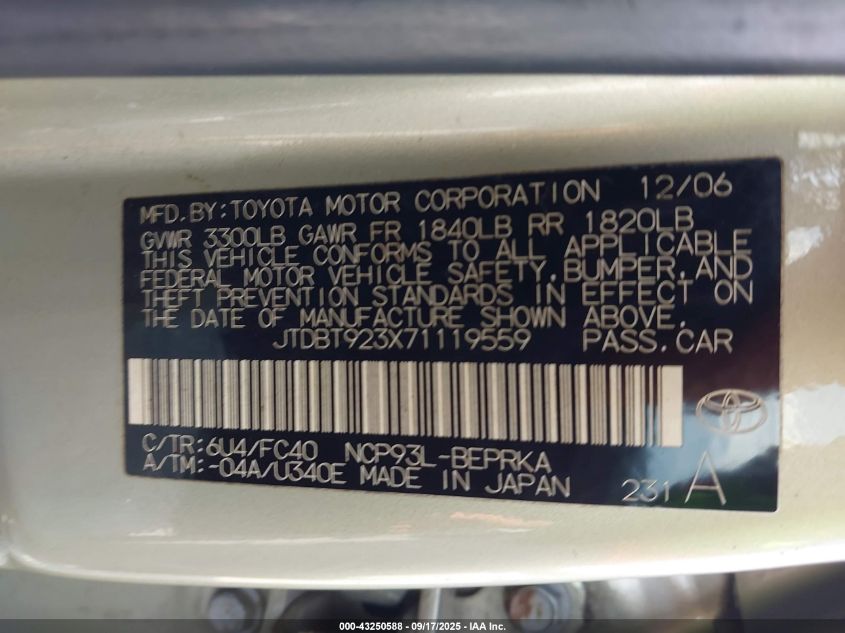 MFD. BY: TOYOTA MOTOR CORPORATION 12/06
GVWR 3300LB GAWR FR 1840LB RR 1820LB
THIS VEHICLE CONFORMS TO ALL APPLICABLE
FEDERAL MOTOR VEHICLE SAFETY, BUMPER, AND
THEFT PREVENTION STANDARDS IN EFFECT ON
THE DATE OF MANUFACTURE SHOWN ABOVE.
JTDBT923X71119559 PASS. CAR
C/TR: 6U4/FC40 NCP93L-BEPRKA
A/TM: -04A/U340E MADE IN JAPAN 231 A
000-43250588 - 09/17/2025 - IAA Inc.